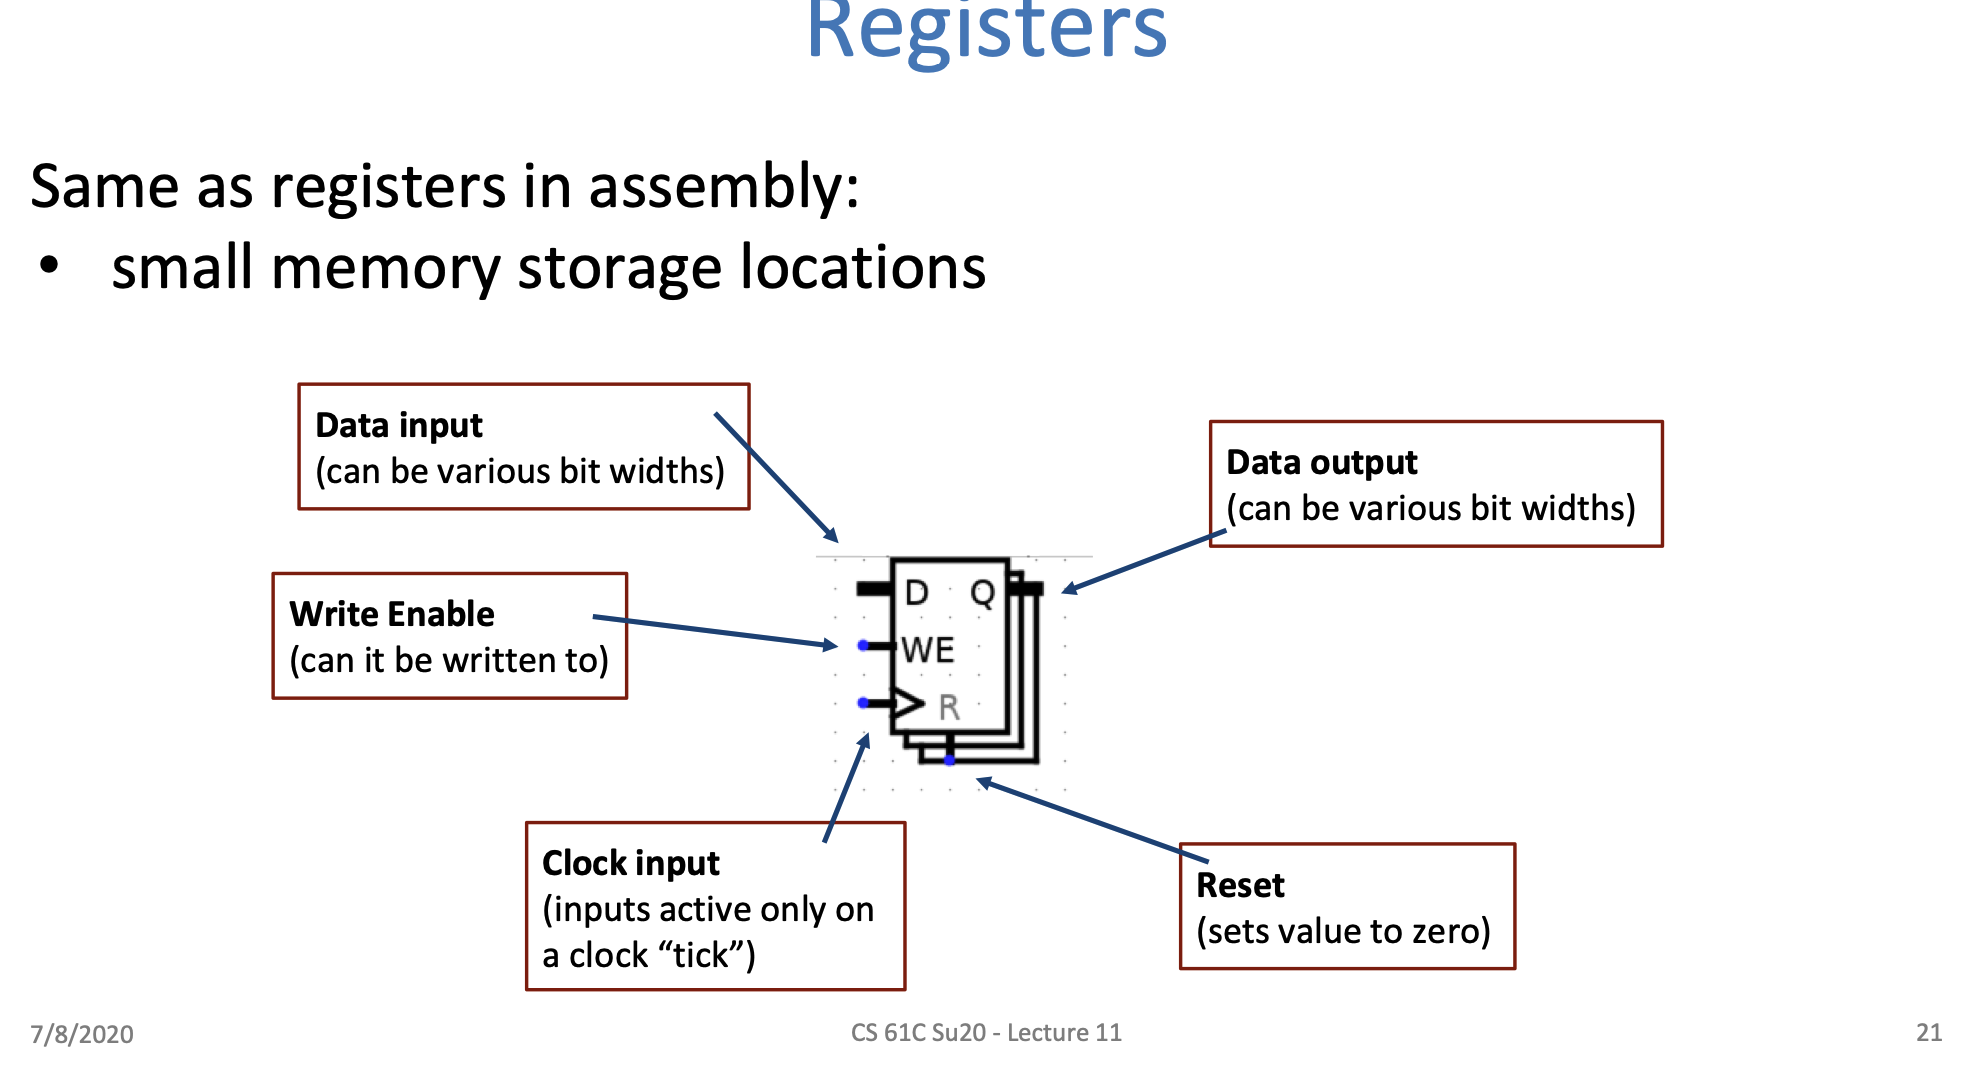 Registers
Same as registers in assembly:
• small memory storage locations
Data input
(can be various bit widths)
Data output
(can be various bit widths)
Write Enable
(can it be written to)
D Q
WE
R
Clock input
(inputs active only on
a clock “tick”)
Reset
(sets value to zero)
7/8/2020
CS 61C Su20 - Lecture 11
21